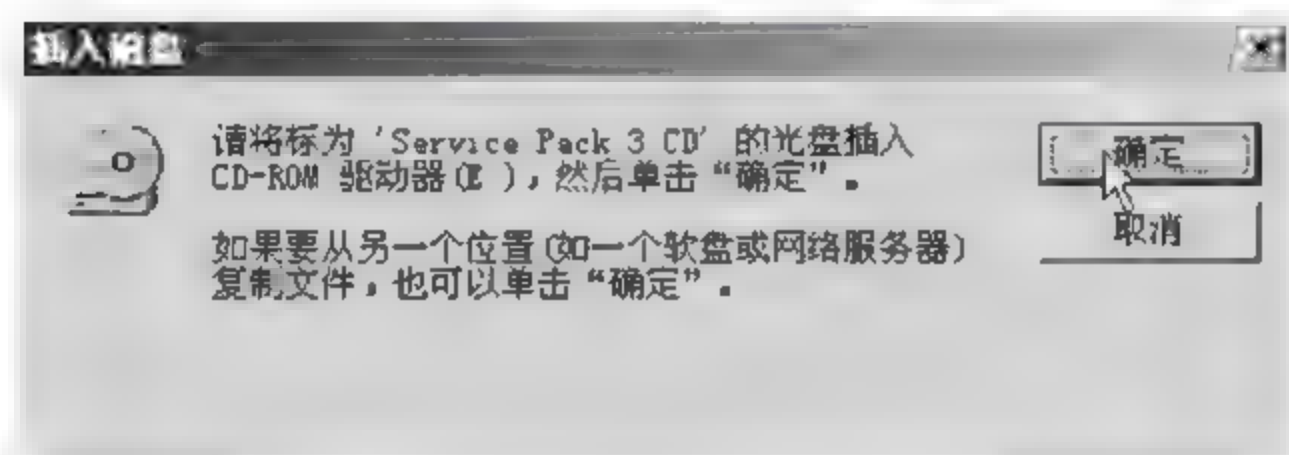 插入磁盘
请将标为 'Service Pack 3 CD' 的光盘插入
CD-ROM 驱动器(E )，然后单击“确定”。
如果要从另一个位置(如一个软盘或网络服务器)
复制文件，也可以单击“确定”。
确定
取消